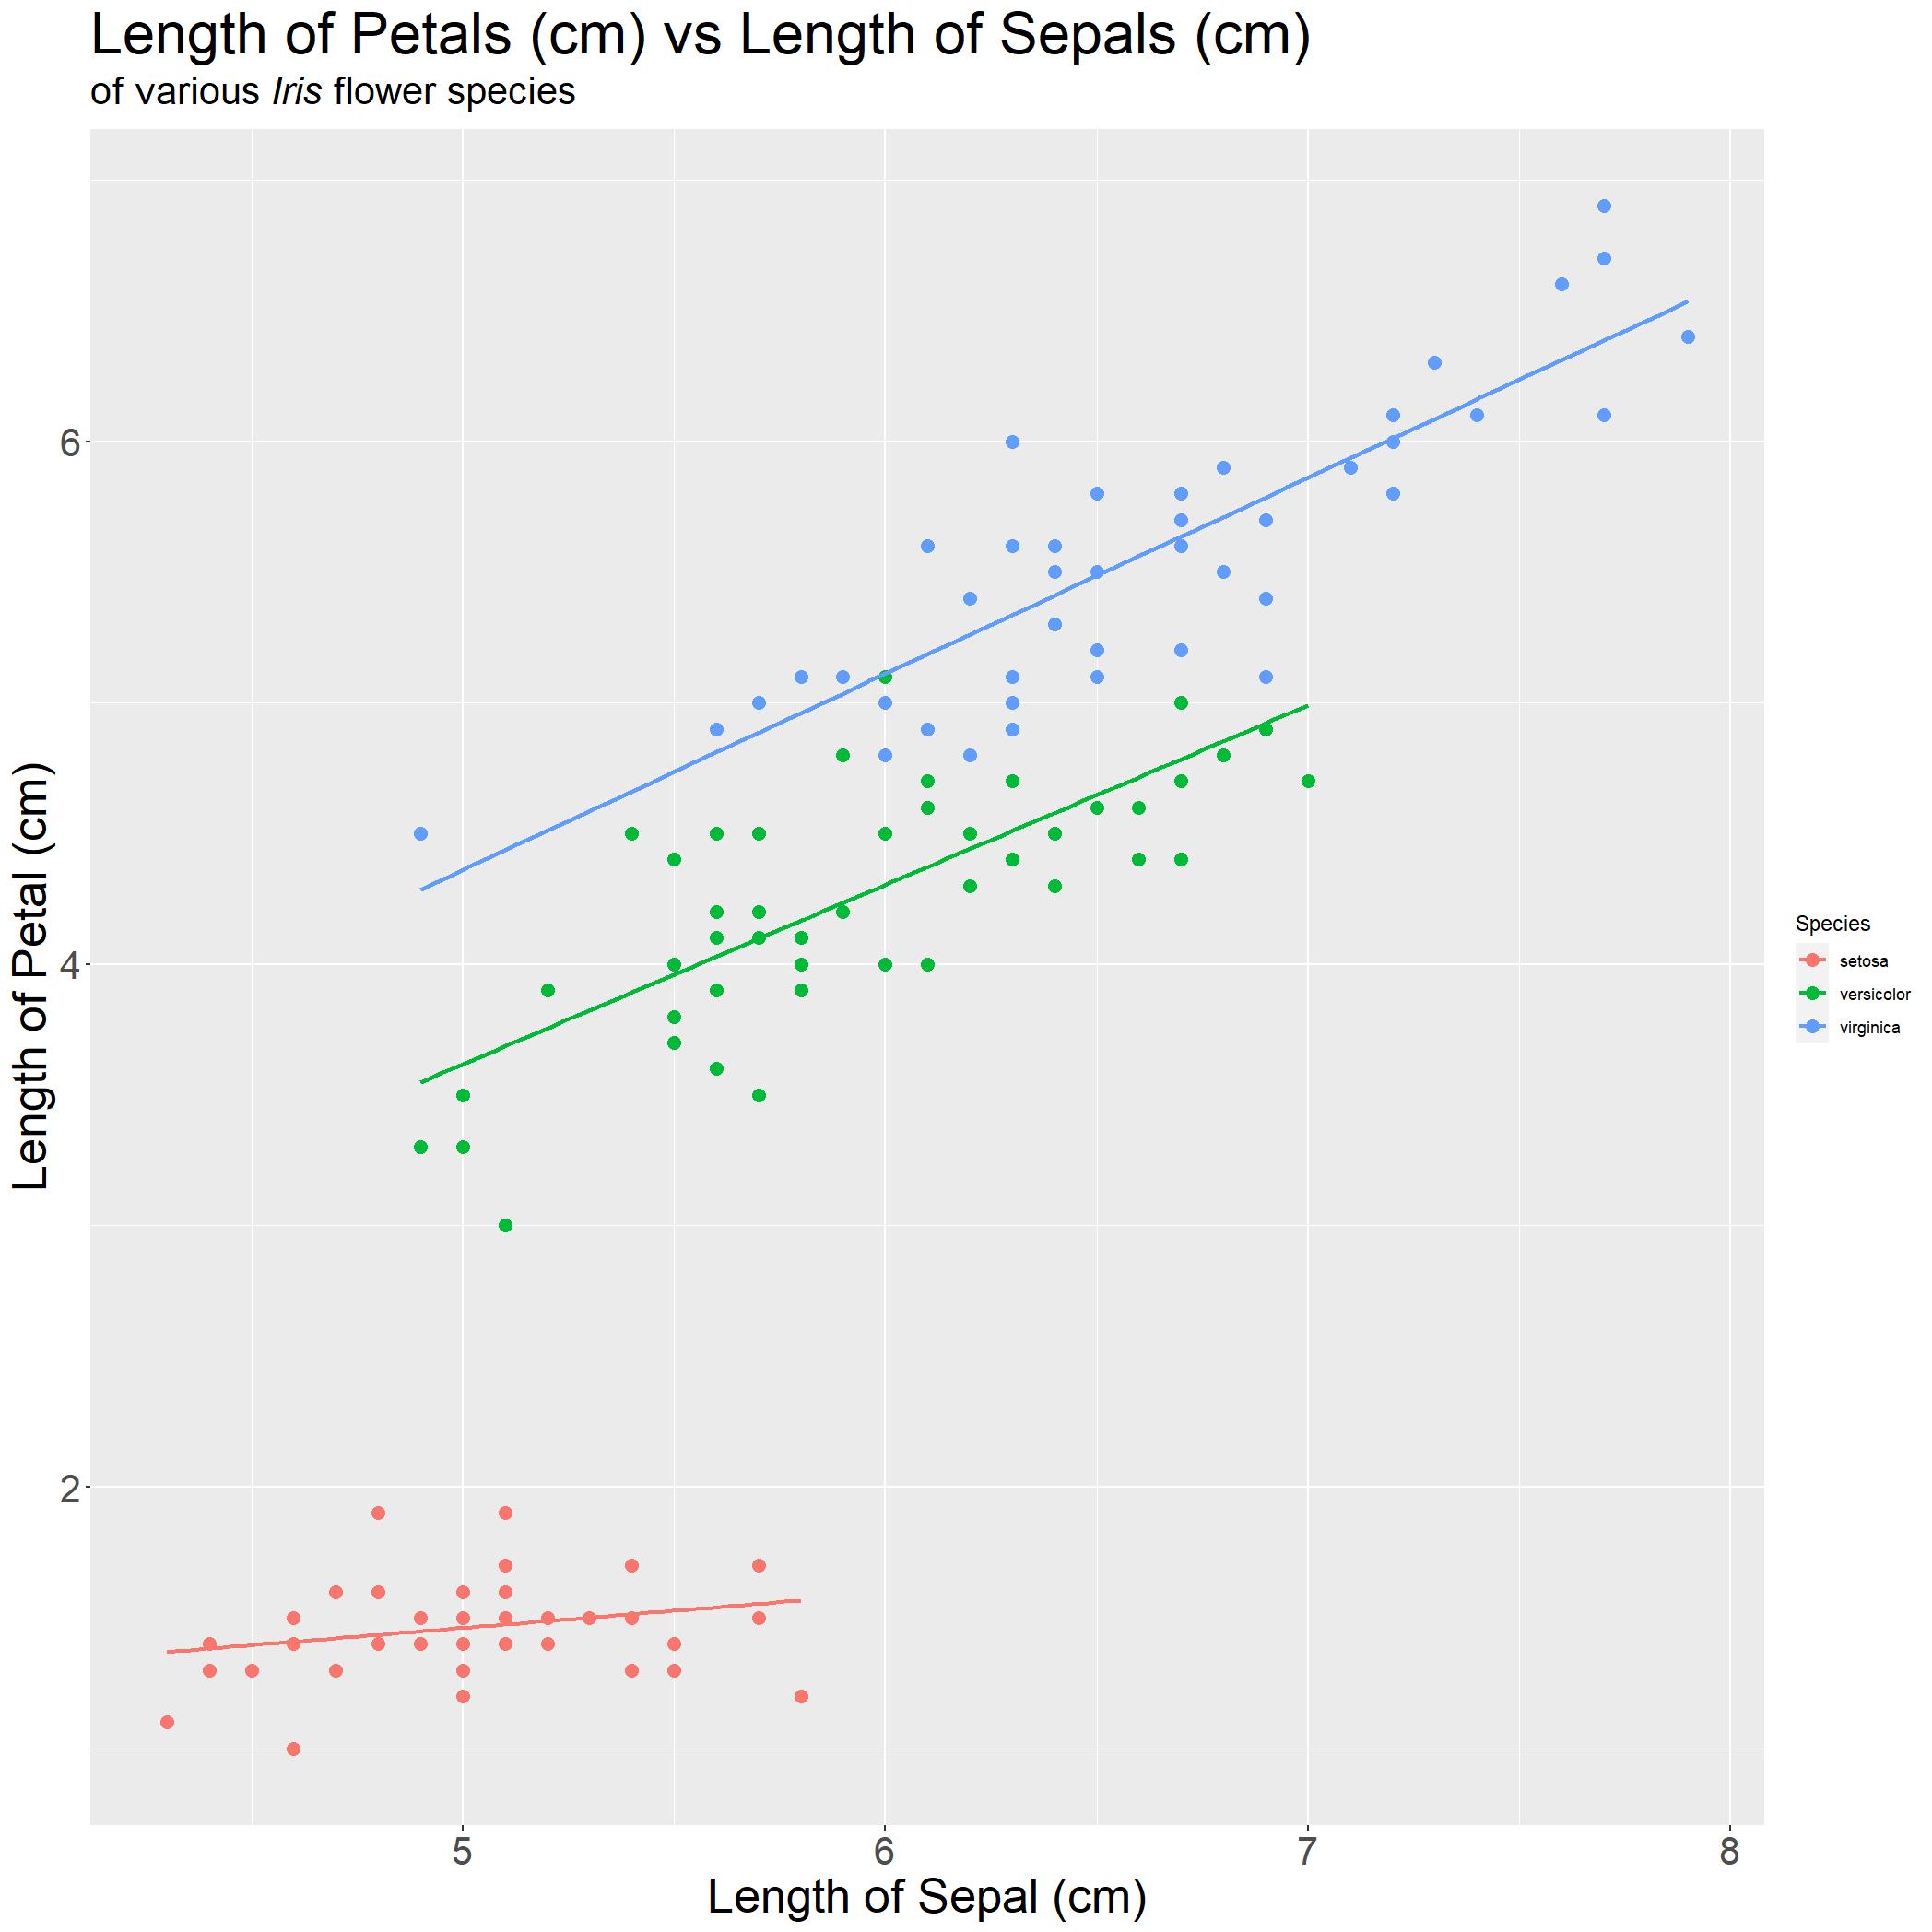 Length of Petals (cm) vs Length of Sepals (cm)
of various Iris flower species
Length of Petal (cm)
6
4
2
5
6
7
8
Length of Sepal (cm)
Species
setosa
versicolor
virginica